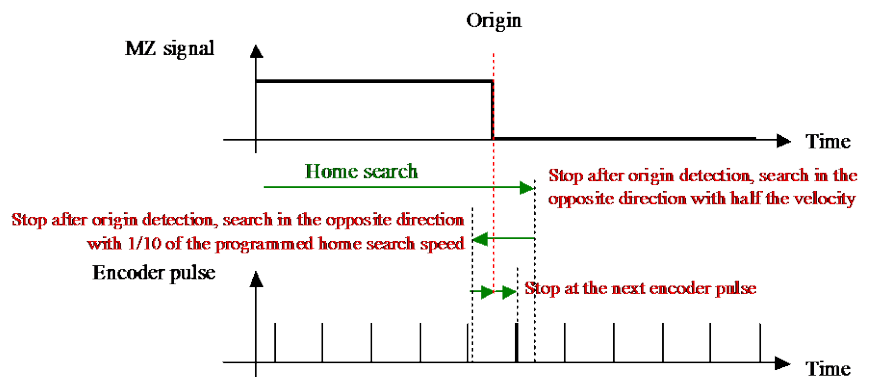 Origin
MZ signal
Time
Home search
Stop after origin detection, search in the
opposite direction with half the velocity
Stop after origin detection, search in the opposite direction
with 1/10 of the programmed home search speed
Encoder pulse
Stop at the next encoder pulse
Time